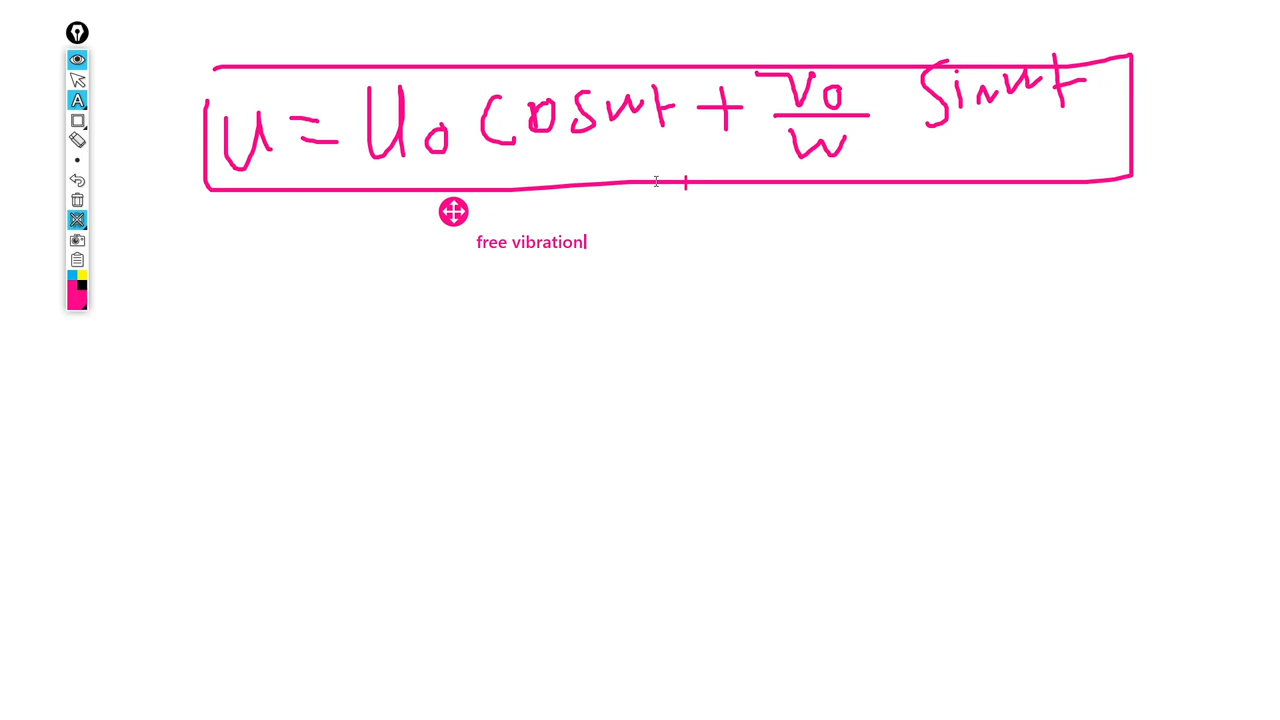 u = u₀ cos wt + v₀/w sin wt
free vibration